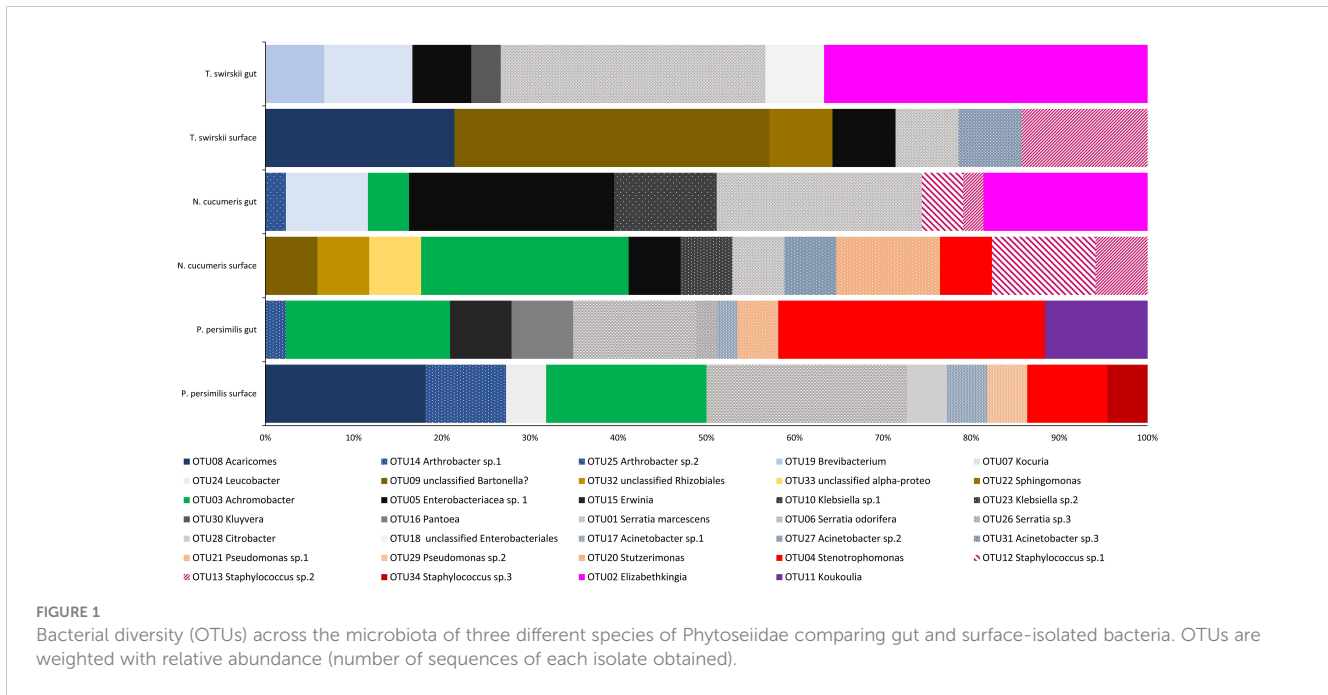 T. swirskii gut
T. swirskii surface
N. cucumeris gut
N. cucumeris surface
P. persimilis gut
P. persimilis surface
0% 10% 20% 30% 40% 50% 60% 70% 80% 90% 100%
OTU08 Acaricomes OTU14 Arthrobacter sp.1 OTU25 Arthrobacter sp.2 OTU19 Brevibacterium OTU07 Kocuria
OTU24 Leucobacter OTU09 unclassified Bartonella? OTU32 unclassified Rhizobiales OTU33 unclassified alpha-proteo OTU22 Sphingomonas
OTU03 Achromobacter OTU05 Enterobacteriacea sp. 1 OTU15 Erwinia OTU10 Klebsiella sp.1 OTU23 Klebsiella sp.2
OTU30 Kluyvera OTU16 Pantoea OTU01 Serratia marcescens OTU06 Serratia odorifera OTU26 Serratia sp.3
OTU28 Citrobacter OTU18 unclassified Enterobacteriales OTU17 Acinetobacter sp.1 OTU27 Acinetobacter sp.2 OTU31 Acinetobacter sp.3
OTU21 Pseudomonas sp.1 OTU29 Pseudomonas sp.2 OTU20 Stutzerimonas OTU04 Stenotrophomonas OTU12 Staphylococcus sp.1
OTU13 Staphylococcus sp.2 OTU34 Staphylococcus sp.3 OTU02 Elizabethkingia OTU11 Koukoulia
FIGURE 1
Bacterial diversity (OTUs) across the microbiota of three different species of Phytoseiidae comparing gut and surface-isolated bacteria. OTUs are
weighted with relative abundance (number of sequences of each isolate obtained).